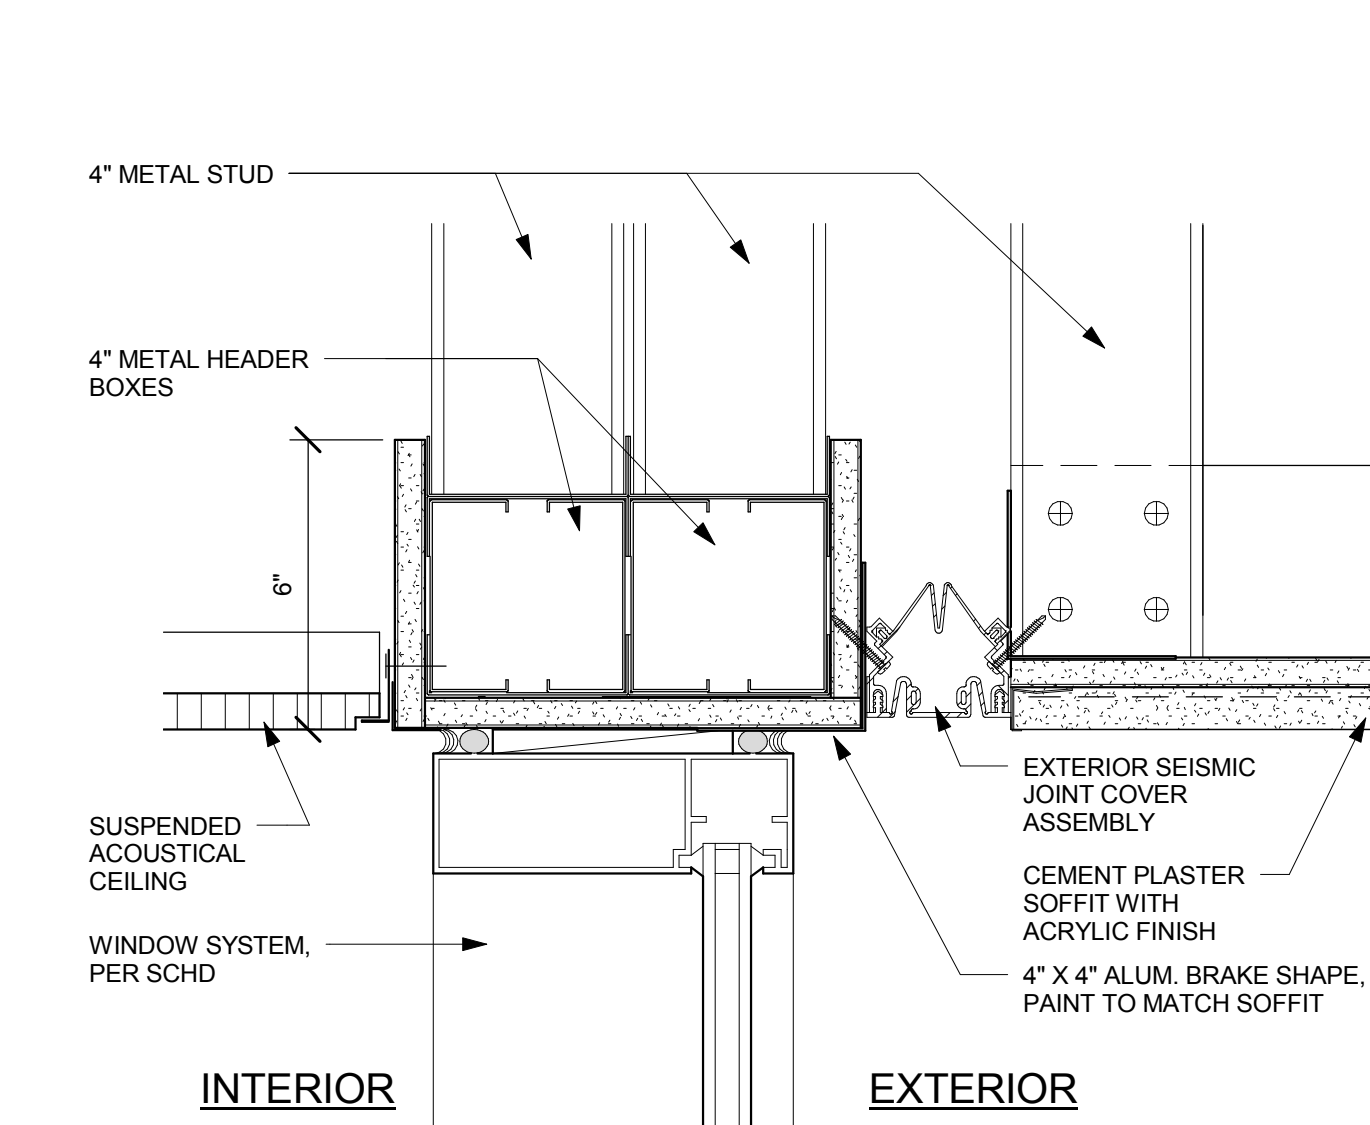 4" METAL STUD
4" METAL HEADER
BOXES
6"
SUSPENDED
ACOUSTICAL
CEILING
WINDOW SYSTEM,
PER SCHD
EXTERIOR SEISMIC
JOINT COVER
ASSEMBLY
CEMENT PLASTER
SOFFIT WITH
ACRYLIC FINISH
4" X 4" ALUM. BRAKE SHAPE,
PAINT TO MATCH SOFFIT
INTERIOR
EXTERIOR